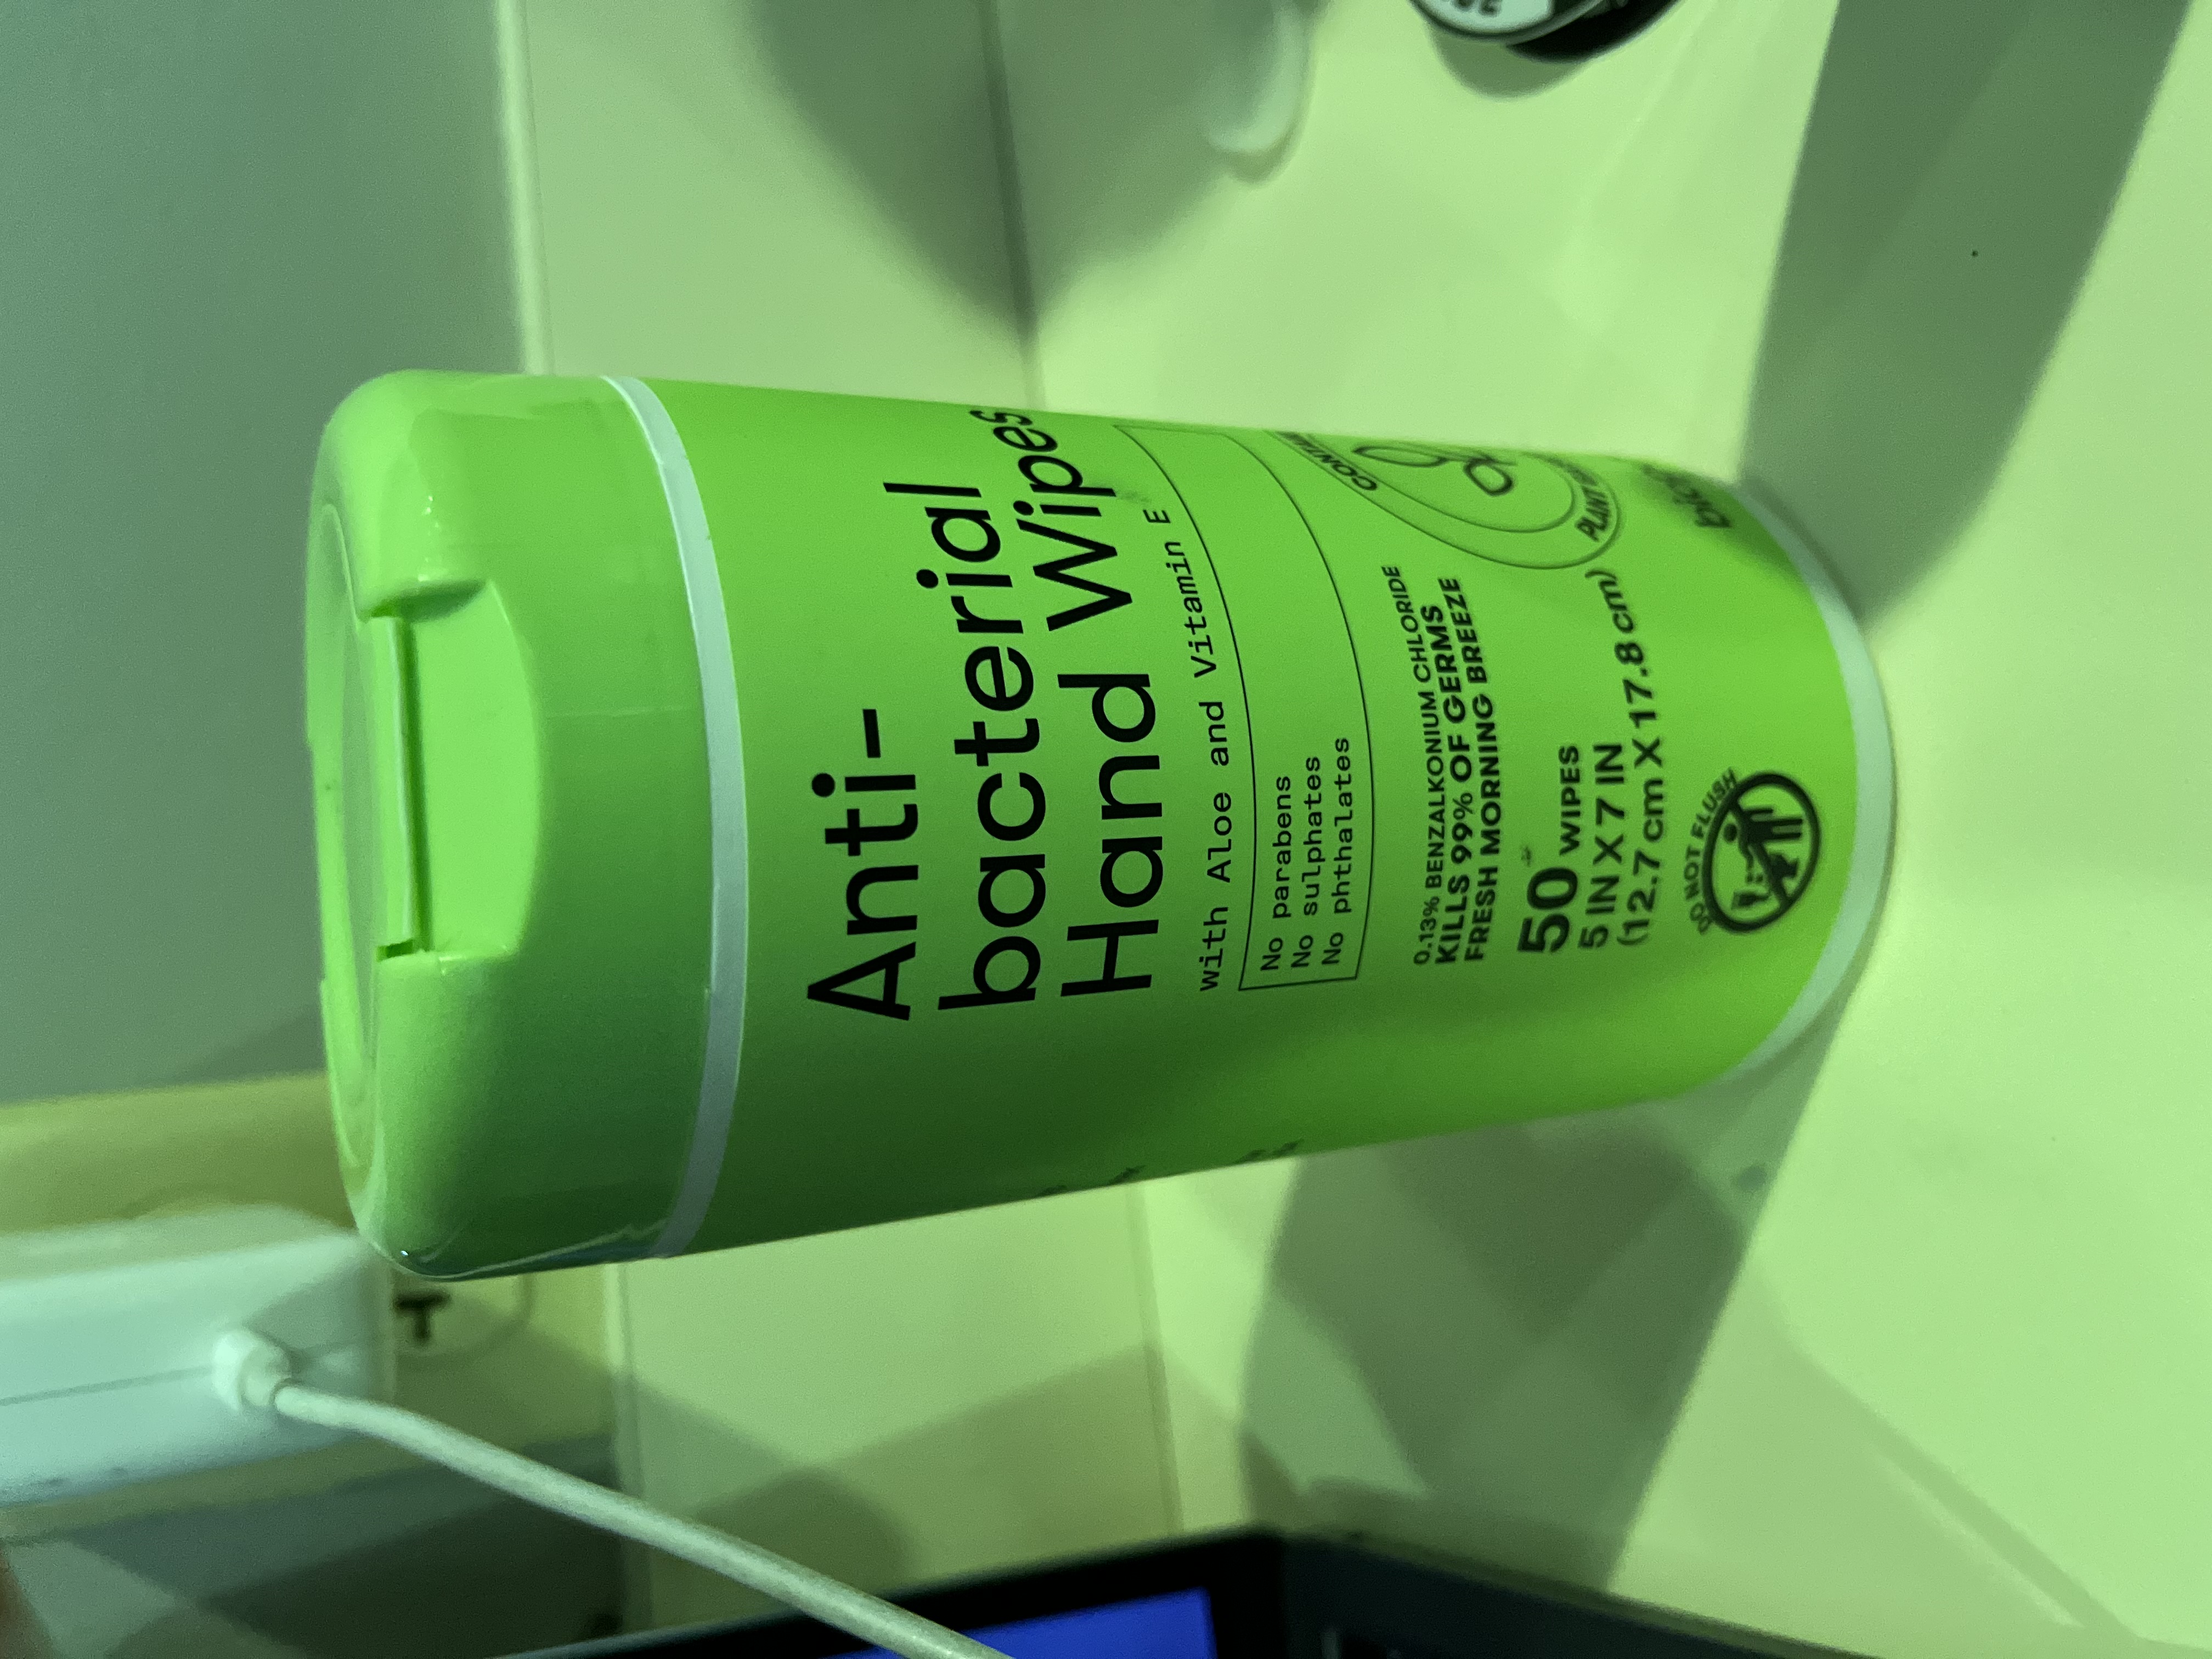 Anti-
bacterial
Hand Wipes
with Aloe and Vitamin E
No parabens
No sulphates
No phthalates
0.13% BENZALKONIUM CHLORIDE
KILLS 99% OF GERMS
FRESH MORNING BREEZE
50 WIPES
5 IN X 7 IN
(12.7 cm X 17.8 cm)
DO NOT FLUSH
PLANT